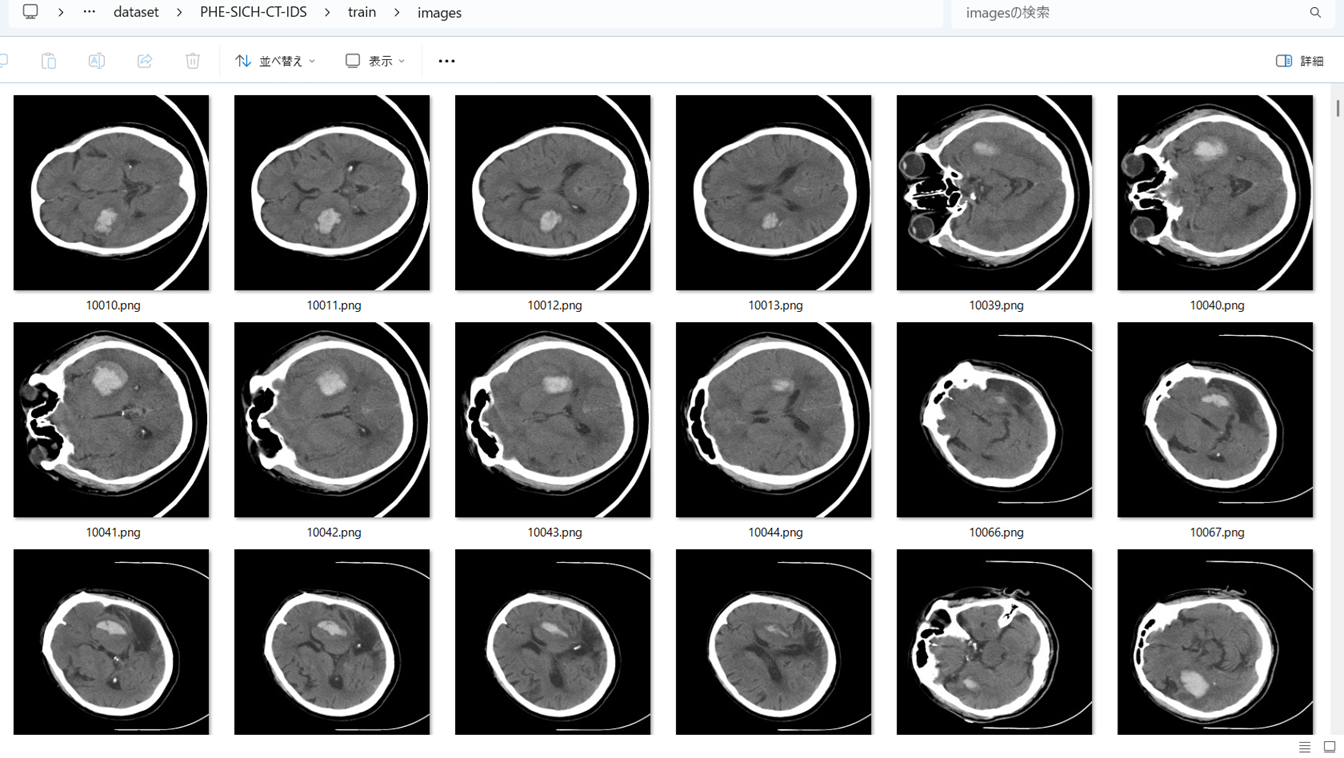 … dataset PHE-SICH-CT-IDS train images
imagesの検索
並べ替え 表示 … 詳細
10010.png 10011.png 10012.png 10013.png 10039.png 10040.png
10041.png 10042.png 10043.png 10044.png 10066.png 10067.png